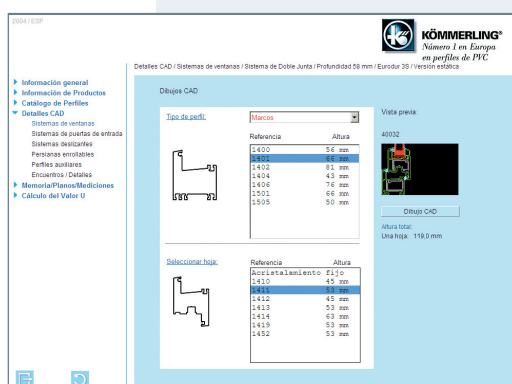 2004 / ESP
KÖMMERLING®
Número 1 en Europa
en perfiles de PVC
Detalles CAD / Sistemas de ventanas / Sistema de Doble Junta / Profundidad 58 mm / Eurodur 3S / Versión estática
Información general
Información de Productos
Catálogo de Perfiles
Detalles CAD
Sistemas de ventanas
Sistemas de puertas de entrada
Sistemas deslizantes
Persianas enrollables
Perfiles auxiliares
Encuentros / Detalles
Memoria/Planos/Mediciones
Cálculo del Valor U
Dibujos CAD
Tipo de perfil:
Marcos
Referencia Altura
1400 56 mm
1401 66 mm
1402 81 mm
1404 43 mm
1406 76 mm
1501 66 mm
1505 50 mm
Seleccionar hoja:
Referencia Altura
Acristalamiento fijo
1410 45 mm
1411 53 mm
1412 45 mm
1413 53 mm
1414 63 mm
1419 53 mm
1452 53 mm
Vista previa:
40032
Dibujo CAD
Altura total:
Una hoja: 119,0 mm